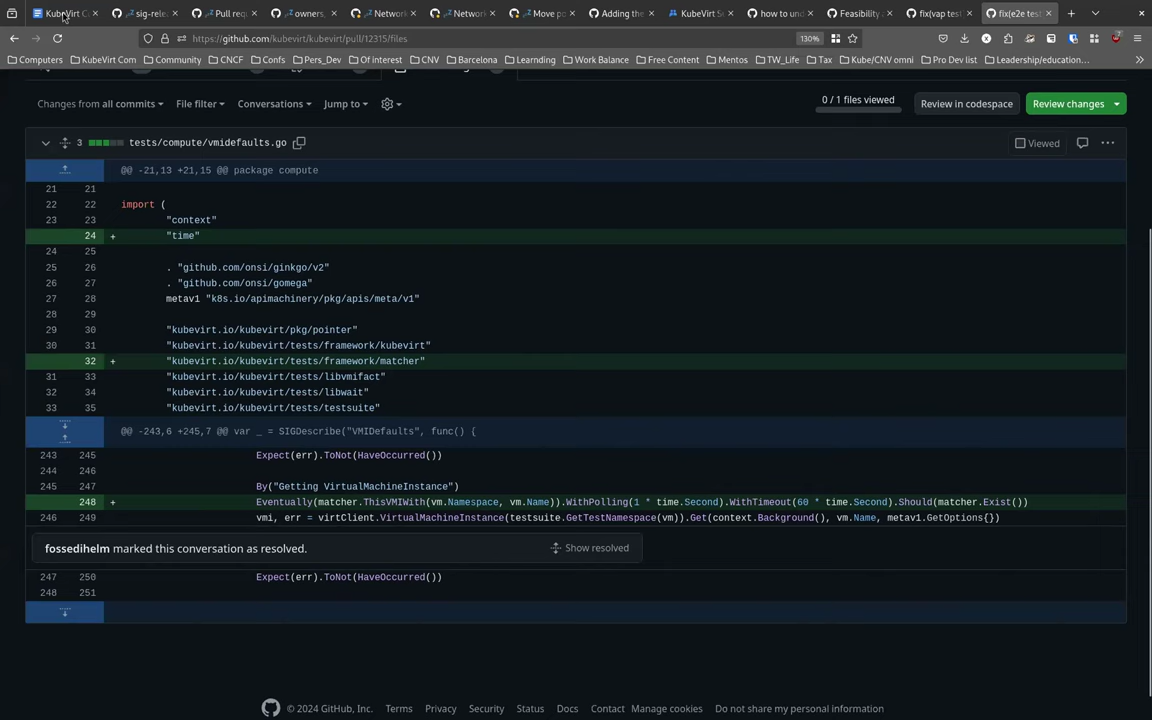 KubeVirt C
sig-rele
Pull requ
owners,
Network
Network
Move po
Adding the
KubeVirt S
how to und
Feasibility
fix(vap test
fix(e2e test
https://github.com/kubevirt/kubevirt/pull/12315/files
130%
Computers
KubeVirt Com
Community
CNCF
Confs
Pers_Dev
Of interest
CNV
Barcelona
Learnding
Work Balance
Free Content
Mentos
TW_Life
Tax
Kube/CNV omni
Pro Dev list
Leadership/education…
Changes from all commits
File filter
Conversations
Jump to
0 / 1 files viewed
Review in codespace
Review changes
3 tests/compute/vmidefaults.go
Viewed
@@ -21,13 +21,15 @@ package compute
21 21
22 22 import (
23 23 "context"
24 + "time"
24 25
25 26 . "github.com/onsi/ginkgo/v2"
26 27 . "github.com/onsi/gomega"
27 28 metav1 "k8s.io/apimachinery/pkg/apis/meta/v1"
28 29
29 30 "kubevirt.io/kubevirt/pkg/pointer"
30 31 "kubevirt.io/kubevirt/tests/framework/kubevirt"
32 + "kubevirt.io/kubevirt/tests/framework/matcher"
31 33 "kubevirt.io/kubevirt/tests/libvmifact"
32 34 "kubevirt.io/kubevirt/tests/libwait"
33 35 "kubevirt.io/kubevirt/tests/testsuite"
@@ -243,6 +245,7 @@ var _ = SIGDescribe("VMIDefaults", func() {
243 245 Expect(err).ToNot(HaveOccurred())
244 246
245 247 By("Getting VirtualMachineInstance")
248 + Eventually(matcher.ThisVMIWith(vm.Namespace, vm.Name)).WithPolling(1 * time.Second).WithTimeout(60 * time.Second).Should(matcher.Exist())
246 249 vmi, err = virtClient.VirtualMachineInstance(testsuite.GetTestNamespace(vm)).Get(context.Background(), vm.Name, metav1.GetOptions{})
fossedihelm marked this conversation as resolved.
Show resolved
247 250 Expect(err).ToNot(HaveOccurred())
248 251
© 2024 GitHub, Inc.
Terms
Privacy
Security
Status
Docs
Contact
Manage cookies
Do not share my personal information